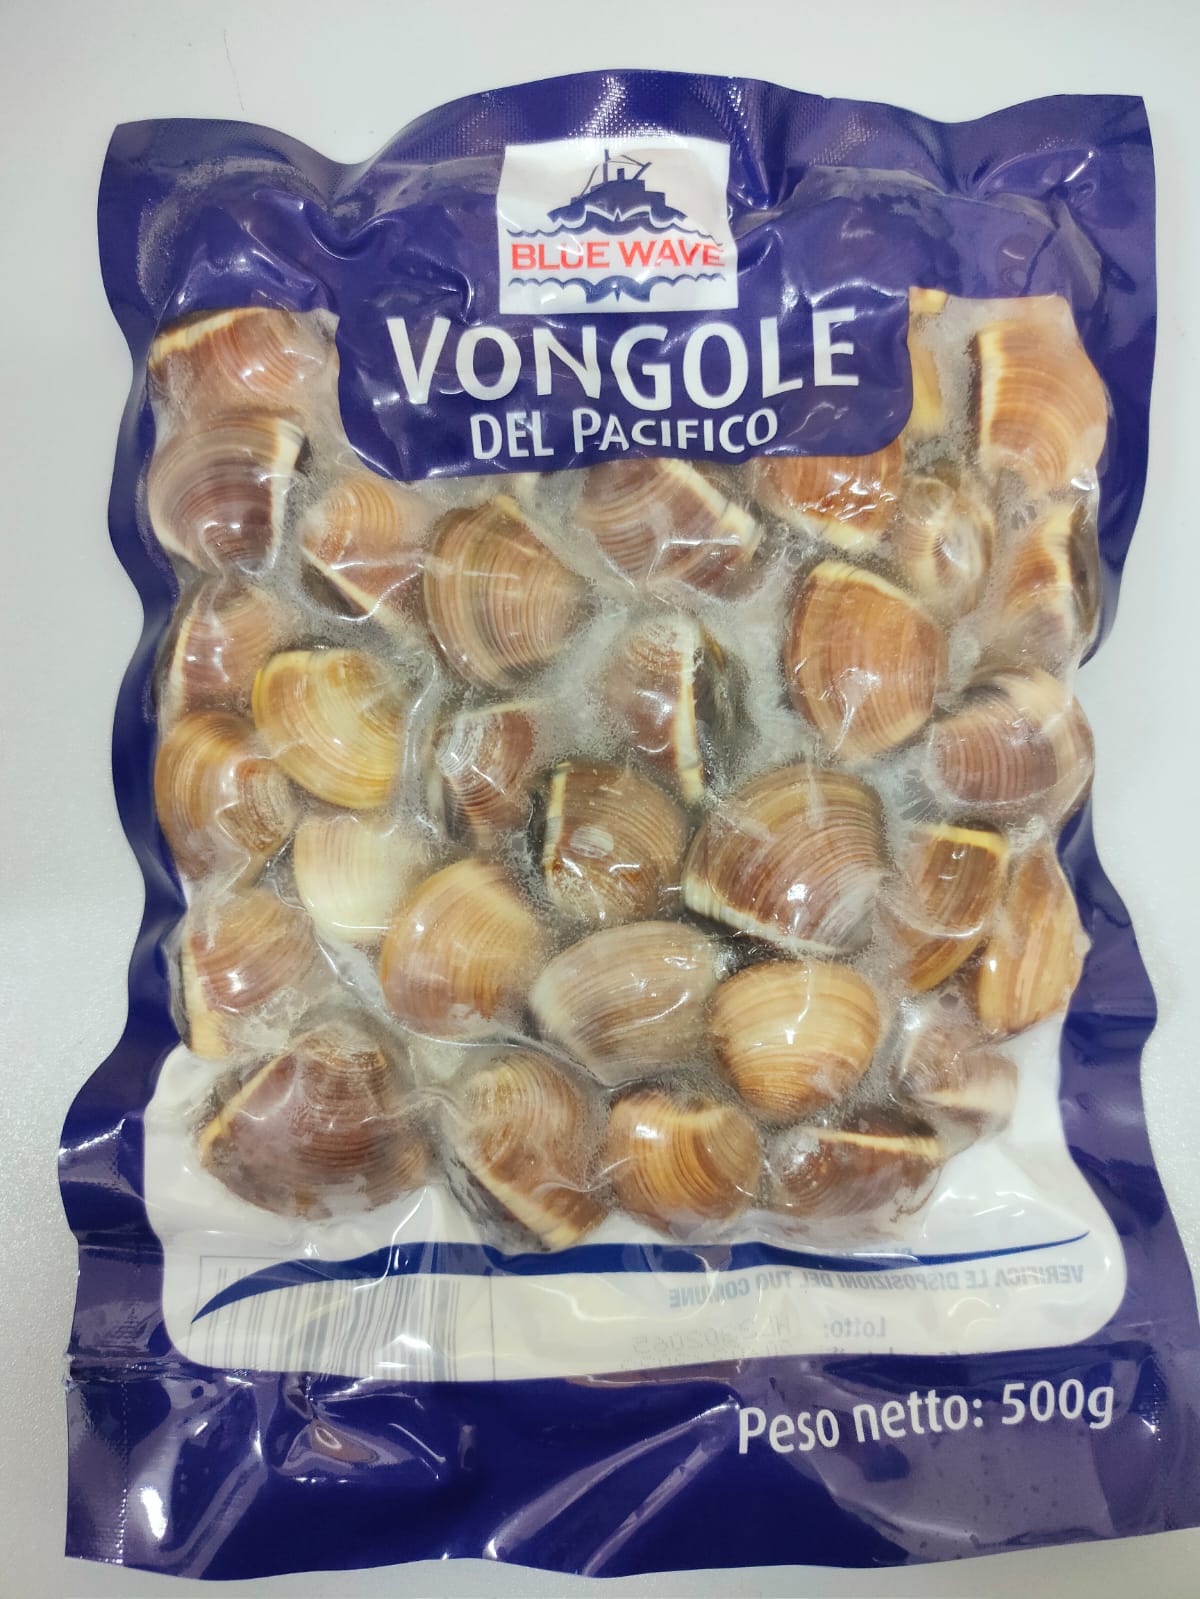 BLUE WAVE
VONGOLE
DEL PACIFICO
VERIFICA LE DISPOSIZIONI DEL TUO COMUNE
Lotto:
Peso netto: 500g